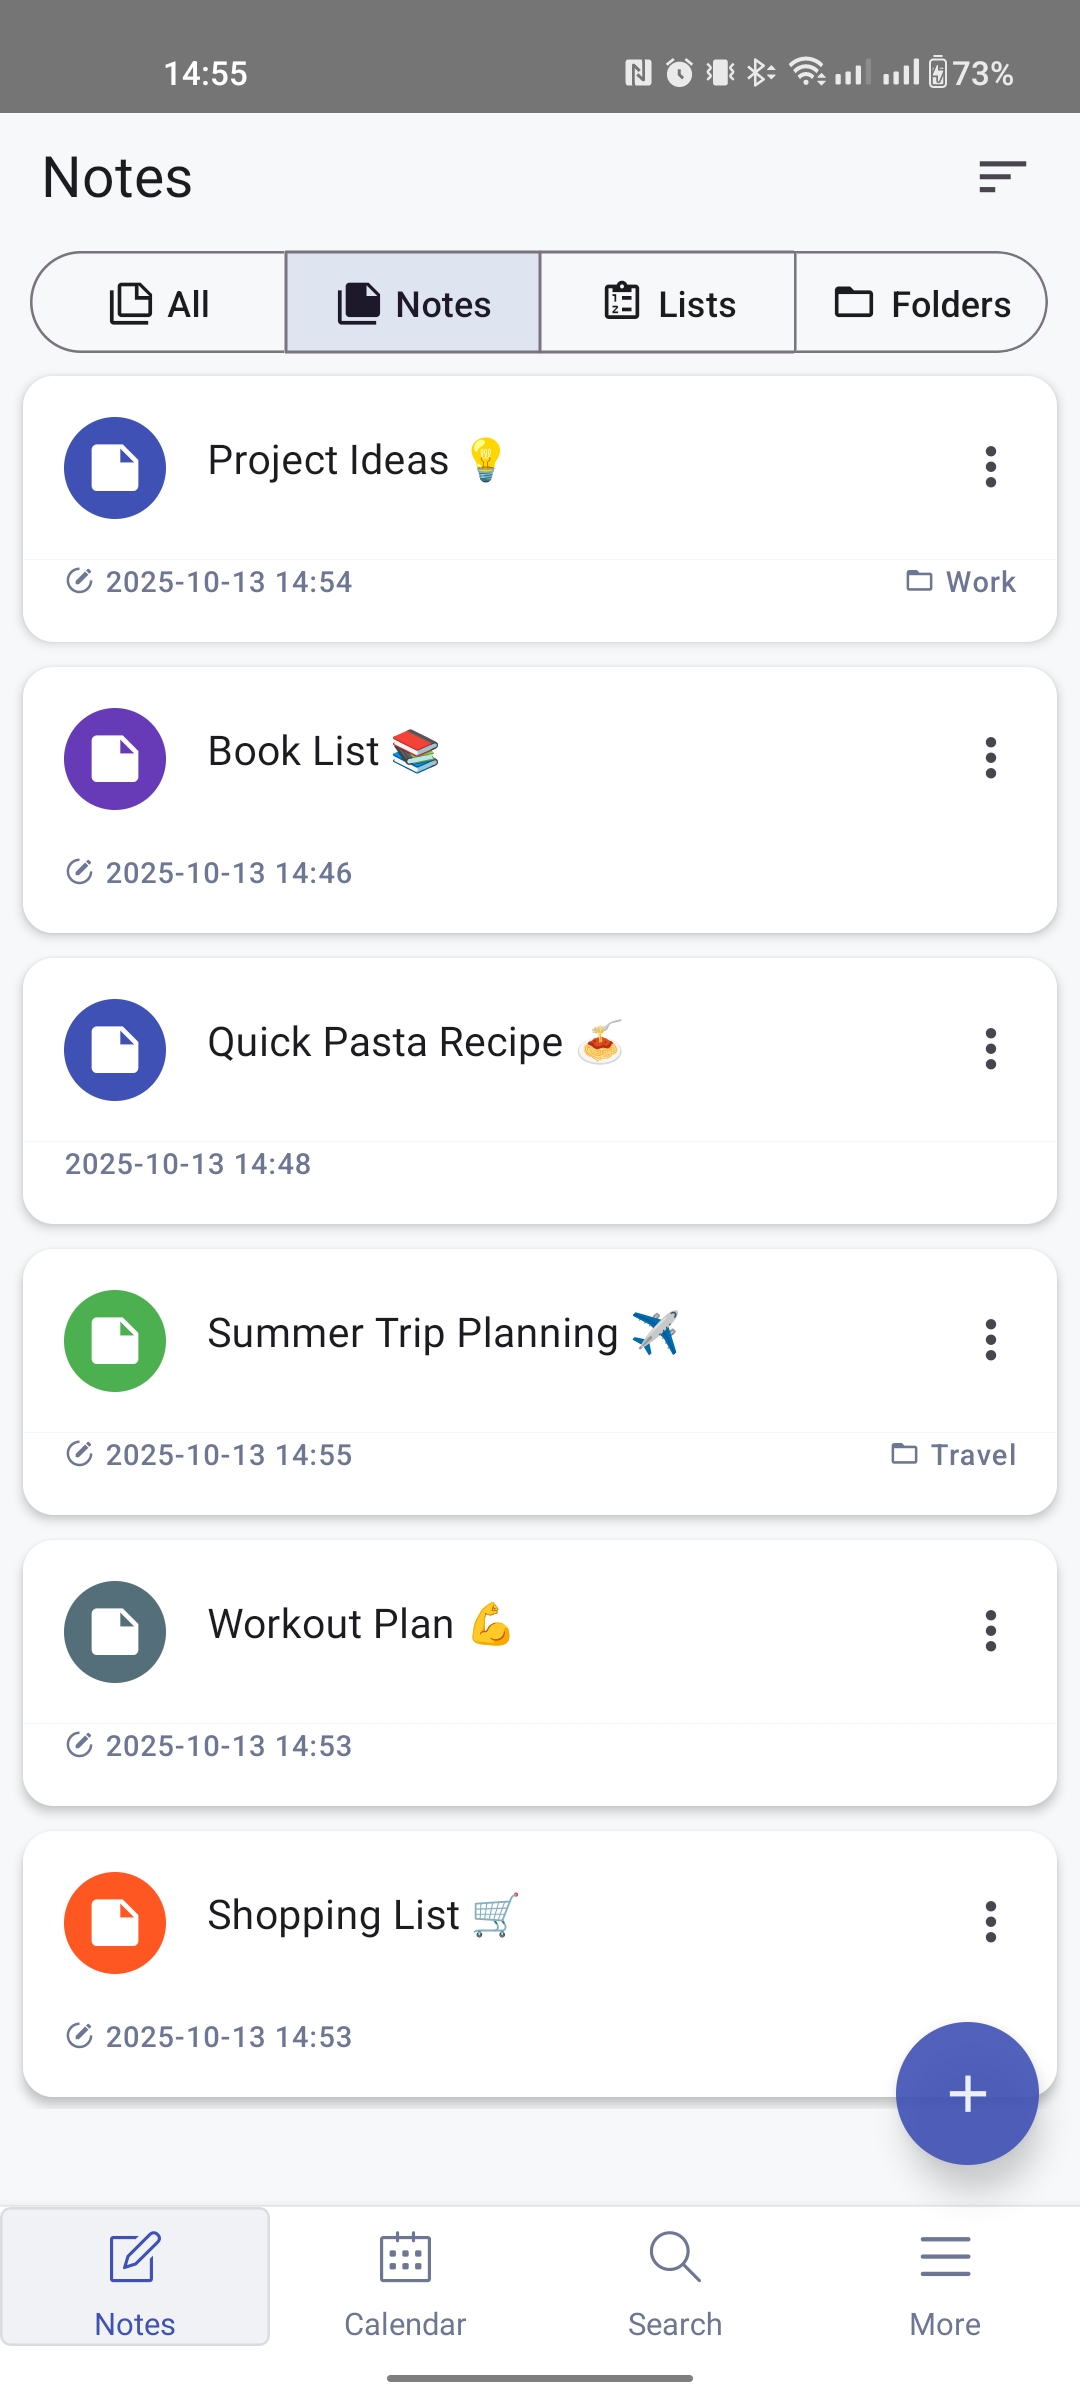 14:55
73%
Notes
All
Notes
Lists
Folders
Project Ideas 💡
2025-10-13 14:54
Work
Book List 📚
2025-10-13 14:46
Quick Pasta Recipe 🍝
2025-10-13 14:48
Summer Trip Planning ✈️
2025-10-13 14:55
Travel
Workout Plan 💪
2025-10-13 14:53
Shopping List 🛒
2025-10-13 14:53
Notes
Calendar
Search
More